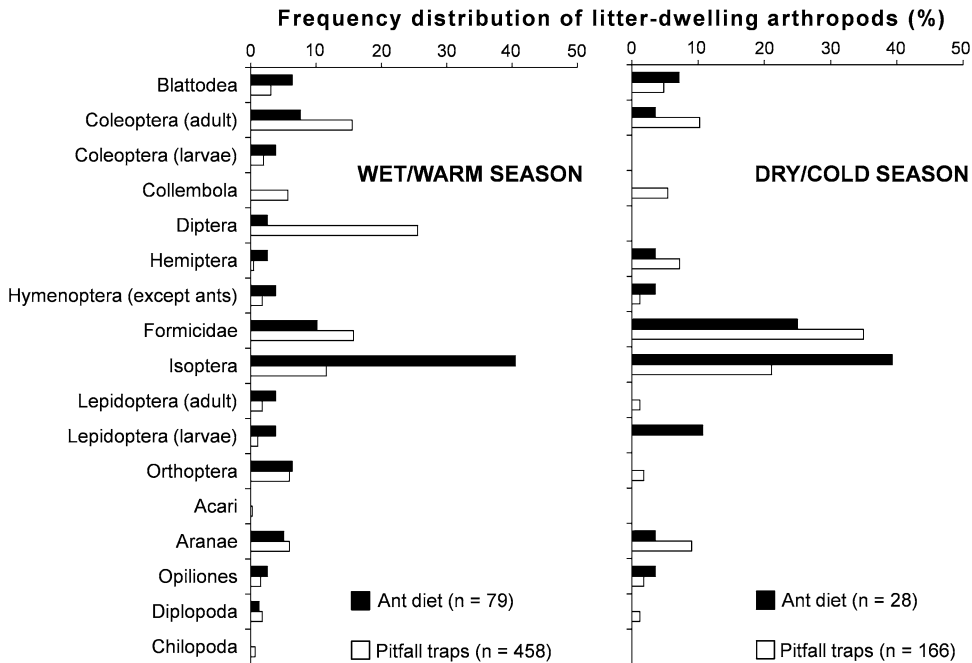 Frequency distribution of litter-dwelling arthropods (%)
0 10 20 30 40 50 0 10 20 30 40 50
Blattodea
Coleoptera (adult)
Coleoptera (larvae)
WET/WARM SEASON DRY/COLD SEASON
Collembola
Diptera
Hemiptera
Hymenoptera (except ants)
Formicidae
Isoptera
Lepidoptera (adult)
Lepidoptera (larvae)
Orthoptera
Acari
Aranae
Opiliones
Ant diet (n = 79) Ant diet (n = 28)
Diplopoda
Chilopoda
Pitfall traps (n = 458) Pitfall traps (n = 166)